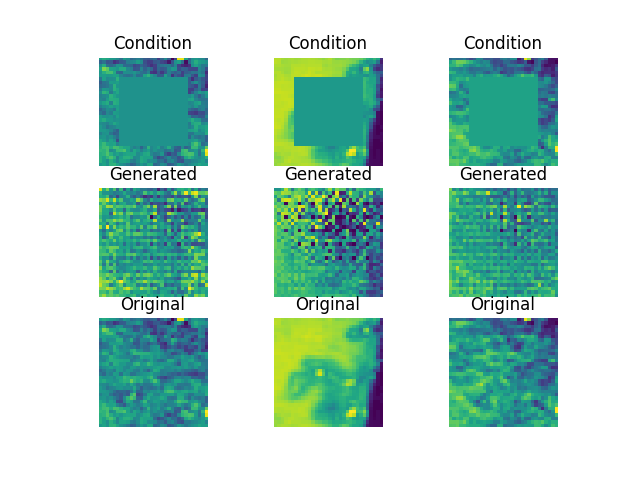 Condition Condition Condition
Generated Generated Generated
Original Original Original